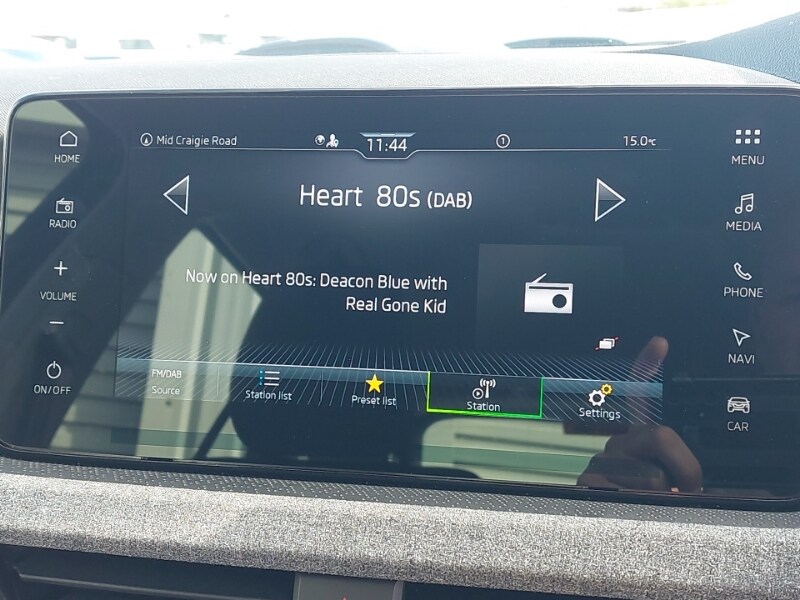 HOME
RADIO
+
VOLUME
−
ON/OFF
Mid Craigie Road
11:44
1
15.0°C
Heart 80s (DAB)
Now on Heart 80s: Deacon Blue with
Real Gone Kid
FM/DAB
Source
Station list
Preset list
Station
Settings
MENU
MEDIA
PHONE
NAVI
CAR